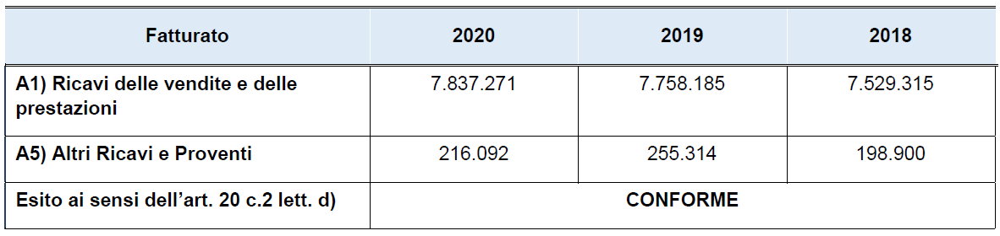 Fatturato 2020 2019 2018
A1) Ricavi delle vendite e delle 7.837.271 7.758.185 7.529.315
prestazioni
A5) Altri Ricavi e Proventi 216.092 255.314 198.900
Esito ai sensi dell’art. 20 c.2 lett. d) CONFORME